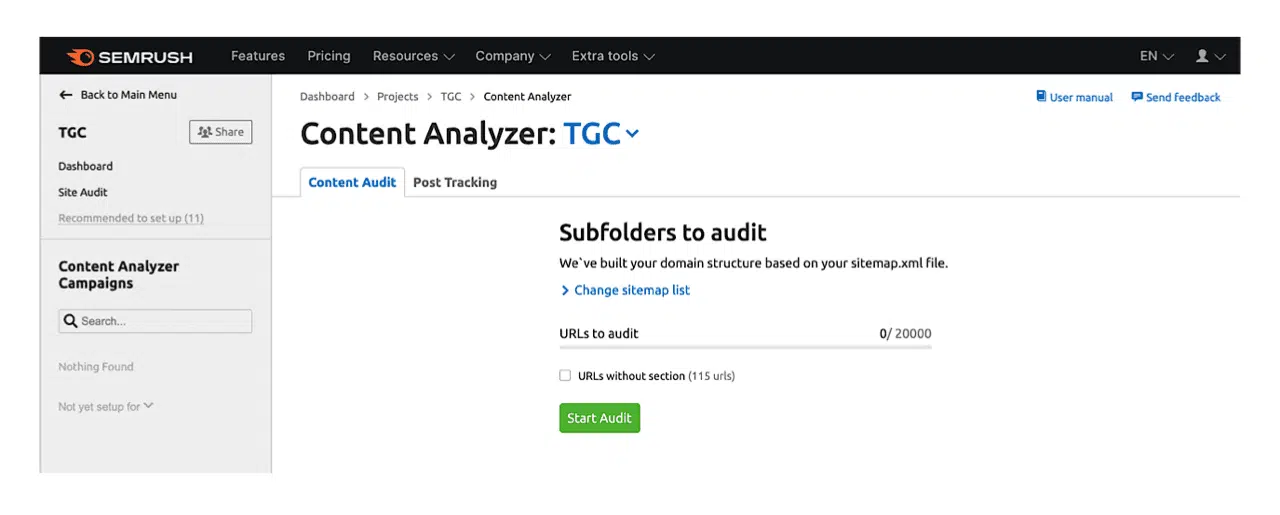 SEMRUSH Features Pricing Resources Company Extra tools EN
Back to Main Menu
TGC Share
Dashboard
Site Audit
Recommended to set up (11)
Content Analyzer
Campaigns
Search...
Nothing Found
Not yet setup for
Dashboard > Projects > TGC > Content Analyzer
User manual Send feedback
Content Analyzer: TGC
Content Audit Post Tracking
Subfolders to audit
We`ve built your domain structure based on your sitemap.xml file.
Change sitemap list
URLs to audit 0/ 20000
URLs without section (115 urls)
Start Audit